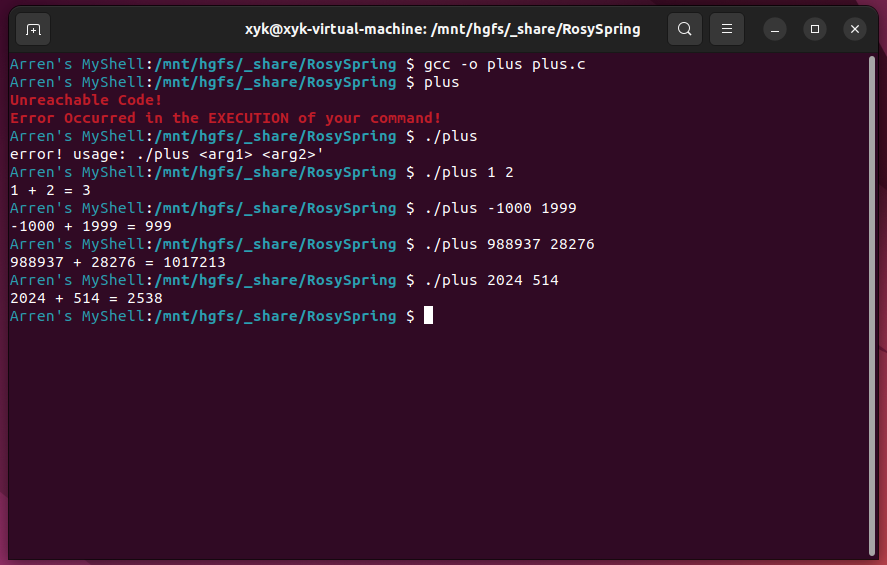 xyk@xyk-virtual-machine: /mnt/hgfs/_share/RosySpring
Arren's MyShell:/mnt/hgfs/_share/RosySpring $ gcc -o plus plus.c
Arren's MyShell:/mnt/hgfs/_share/RosySpring $ plus
Unreachable Code!
Error Occurred in the EXECUTION of your command!
Arren's MyShell:/mnt/hgfs/_share/RosySpring $ ./plus
error! usage: ./plus <arg1> <arg2>'
Arren's MyShell:/mnt/hgfs/_share/RosySpring $ ./plus 1 2
1 + 2 = 3
Arren's MyShell:/mnt/hgfs/_share/RosySpring $ ./plus -1000 1999
-1000 + 1999 = 999
Arren's MyShell:/mnt/hgfs/_share/RosySpring $ ./plus 988937 28276
988937 + 28276 = 1017213
Arren's MyShell:/mnt/hgfs/_share/RosySpring $ ./plus 2024 514
2024 + 514 = 2538
Arren's MyShell:/mnt/hgfs/_share/RosySpring $